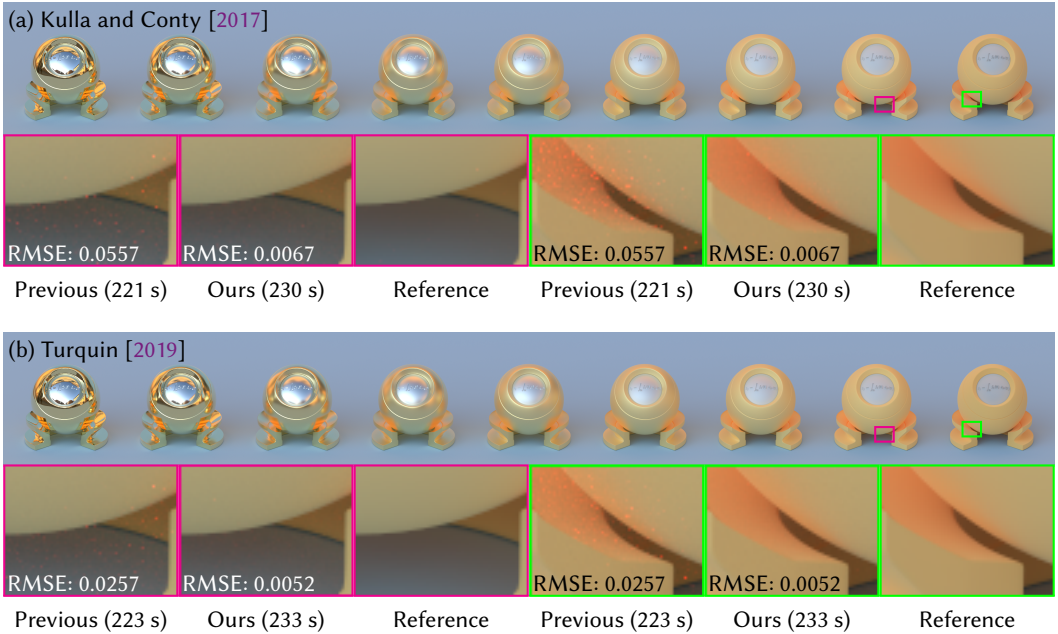 (a) Kulla and Conty [2017]
RMSE: 0.0557 RMSE: 0.0067 RMSE: 0.0557 RMSE: 0.0067
Previous (221 s) Ours (230 s) Reference Previous (221 s) Ours (230 s) Reference
(b) Turquin [2019]
RMSE: 0.0257 RMSE: 0.0052 RMSE: 0.0257 RMSE: 0.0052
Previous (223 s) Ours (233 s) Reference Previous (223 s) Ours (233 s) Reference